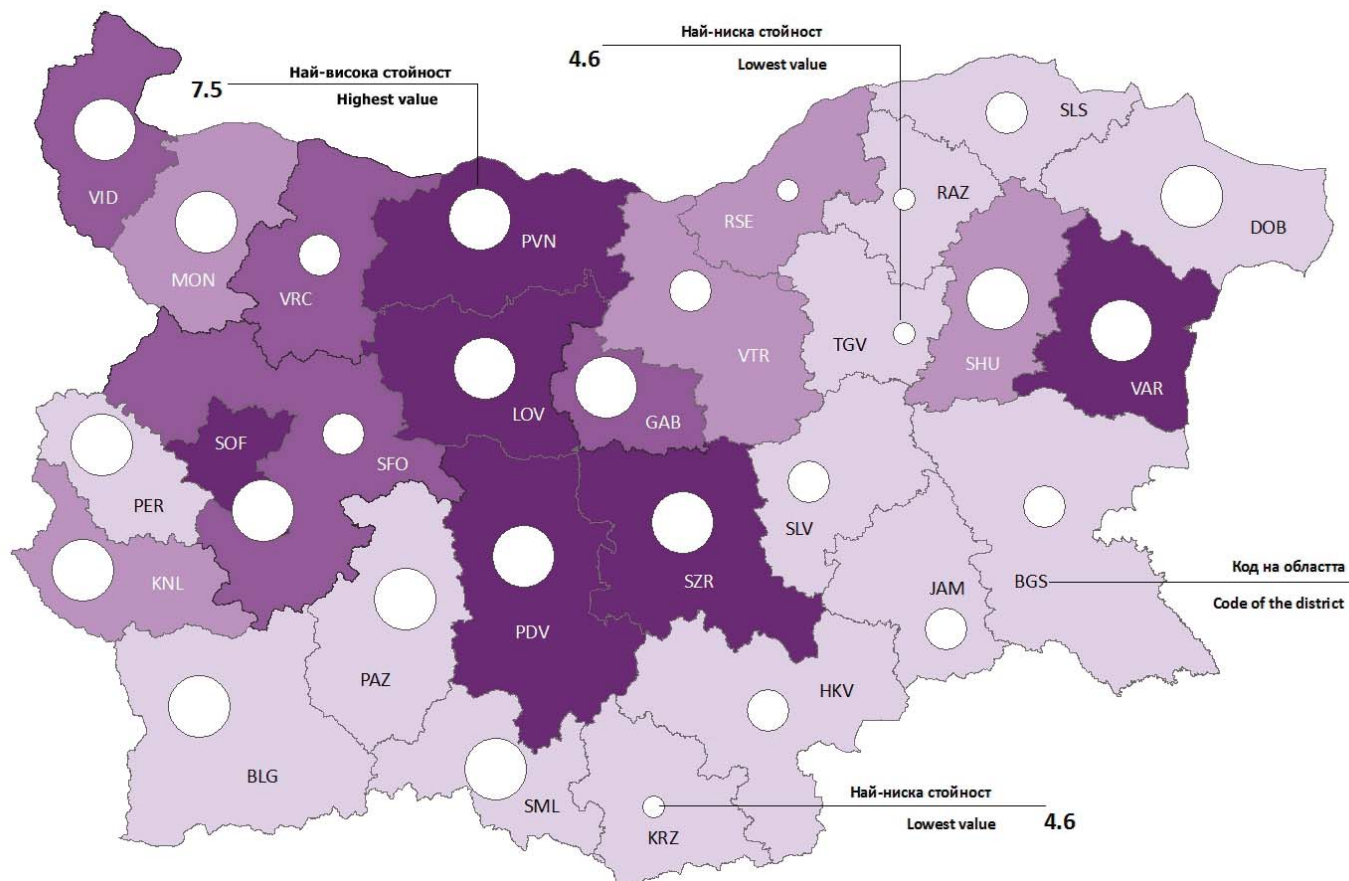 Най-ниска стойност
4.6
Lowest value
Най-висока стойност
7.5
Highest value
SLS
RAZ
VID
DOB
RSE
PVN
MON
VRC
TGV
VTR
SHU
VAR
LOV
GAB
SOF
SFO
PER
SLV
Код на областта
SZR
KNL
JAM
BGS
Code of the district
PDV
PAZ
HKV
BLG
Най-ниска стойност
SML
Lowest value
4.6
KRZ